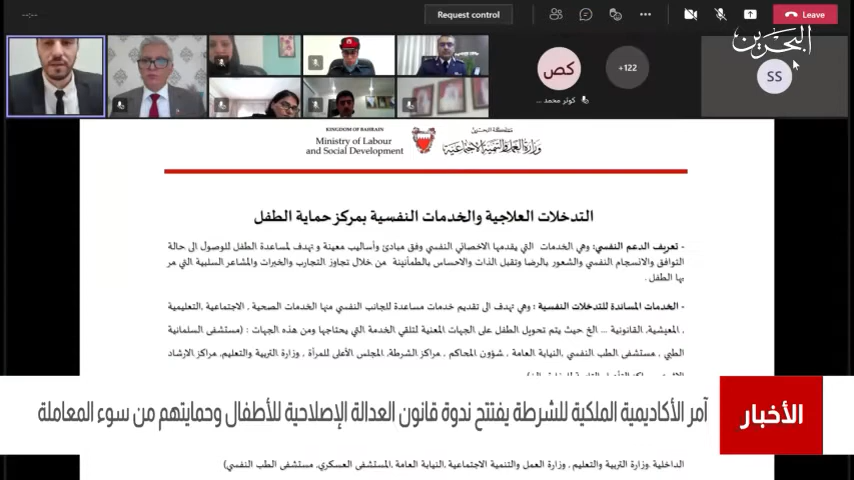 --:--
Request control
Leave
البحرين
كص
+122
SS
كوثر محمد ...
KINGDOM OF BAHRAIN
Ministry of Labour
and Social Development
مملكة البحرين
وزارة العمل والتنمية الاجتماعية
التدخلات العلاجية والخدمات النفسية بمركز حماية الطفل
- تعريف الدعم النفسي: وهي الخدمات التي يقدمها الاخصائي النفسي وفق مبادئ وأساليب معينة وتهدف لمساعدة الطفل للوصول الى حالة
التوافق والانسجام النفسي والشعور بالرضا وتقبل الذات والاحساس بالطمأنينة من خلال تجاوز التجارب والخبرات والمشاعر السلبية التي مر
بها الطفل .
- الخدمات المساندة للتدخلات النفسية : وهي تهدف الى تقديم خدمات مساعدة للجانب النفسي منها الخدمات الصحية , الاجتماعية , التعليمية
, المعيشية, القانونية ... الخ حيث يتم تحويل الطفل على الجهات المعنية لتلقي الخدمة التي يحتاجها ومن هذه الجهات : (مستشفى السلمانية
الطبي , مستشفى الطب النفسي, النيابة العامة , شؤون المحاكم , مراكز الشرطة, المجلس الأعلى للمرأة , وزارة التربية والتعليم, مراكز الارشاد
الأخبار
آمر الأكاديمية الملكية للشرطة يفتتح ندوة قانون العدالة الإصلاحية للأطفال وحمايتهم من سوء المعاملة
الداخلية, وزارة التربية والتعليم , وزارة العمل والتنمية الاجتماعية, النيابة العامة, المستشفى العسكري, مستشفى الطب النفسي)